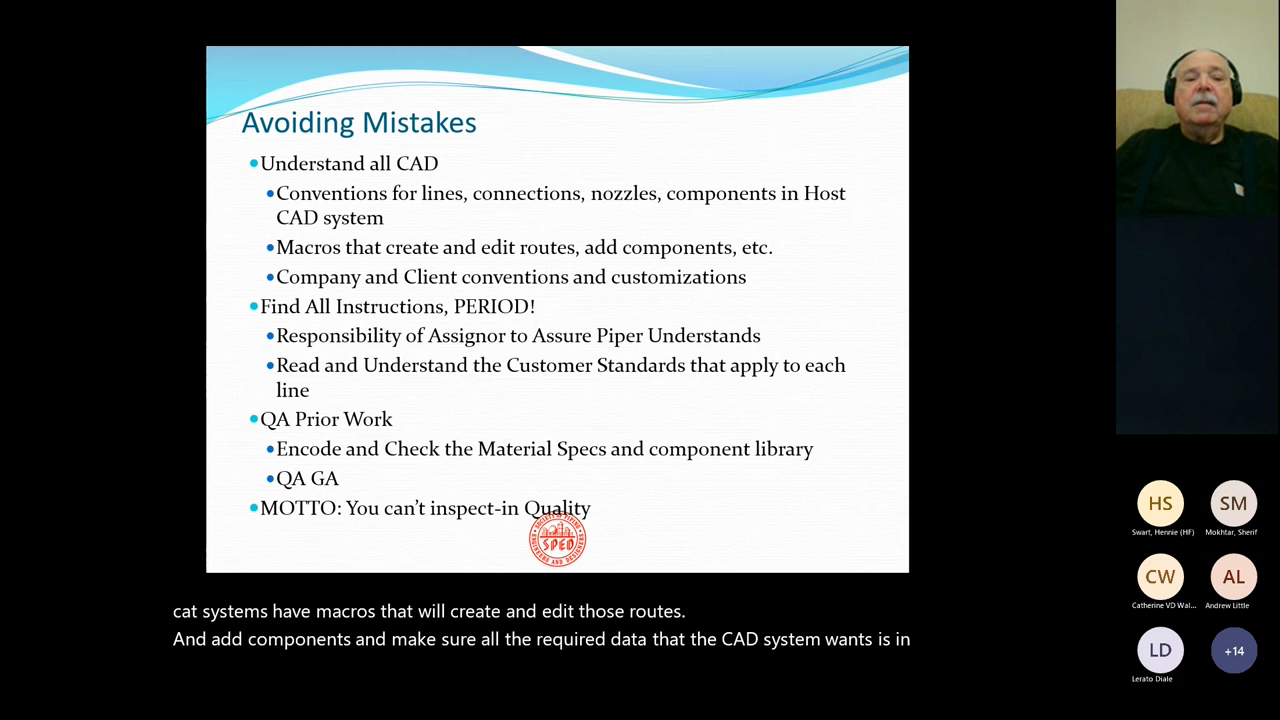 Avoiding Mistakes
Understand all CAD
Conventions for lines, connections, nozzles, components in Host
CAD system
Macros that create and edit routes, add components, etc.
Company and Client conventions and customizations
Find All Instructions, PERIOD!
Responsibility of Assignor to Assure Piper Understands
Read and Understand the Customer Standards that apply to each
line
QA Prior Work
Encode and Check the Material Specs and component library
QA GA
MOTTO: You can't inspect-in Quality
SOCIETY OF PIPING
SPED
ENGINEERS AND DESIGNERS
cat systems have macros that will create and edit those routes.
And add components and make sure all the required data that the CAD system wants is in
HS
SM
Swart, Hennie (HF)
Mokhtar, Sherif
CW
AL
Catherine VD Wal...
Andrew Little
LD
+14
Lerato Diale